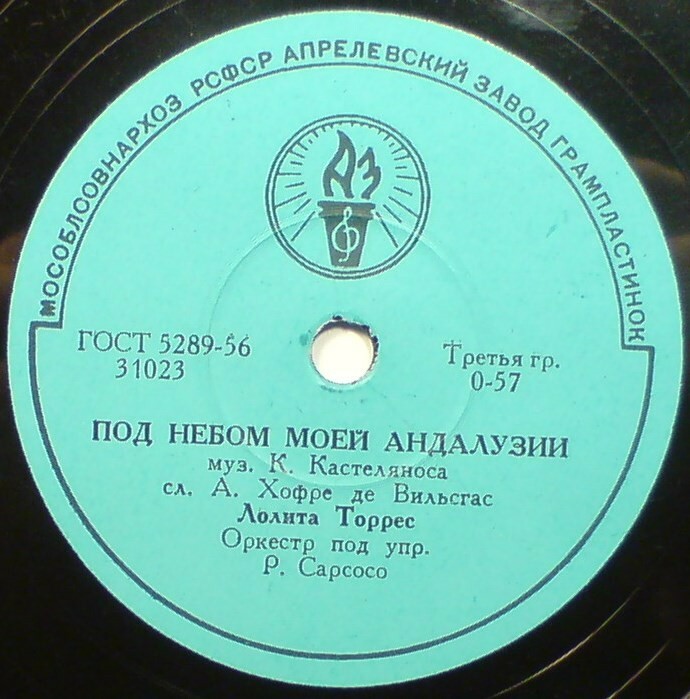 МОСОБЛСОВНАРХОЗ РСФСР АПРЕЛЕВСКИЙ ЗАВОД ГРАМПЛАСТИНОК
АЗ
ГОСТ 5289-56
31023
Третья гр.
0-57
ПОД НЕБОМ МОЕЙ АНДАЛУЗИИ
муз. К. Кастеляноса
сл. А. Хофре де Вильсгас
Лолита Торрес
Оркестр под упр.
Р. Сарсосо